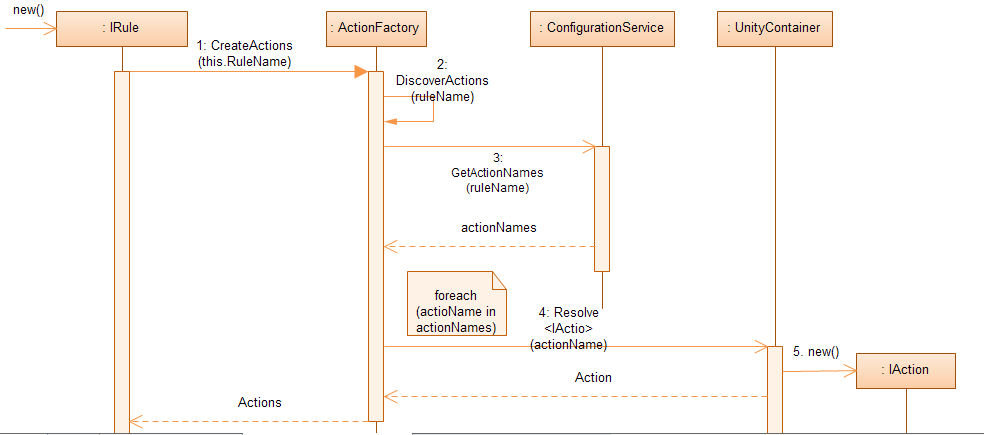 new()
: IRule
: ActionFactory
: ConfigurationService
: UnityContainer
1: CreateActions
(this.RuleName)
2:
DiscoverActions
(ruleName)
3:
GetActionNames
(ruleName)
actionNames
foreach
(actioName in
actionNames)
4: Resolve
<IActio>
(actionName)
5. new()
: IAction
Action
Actions